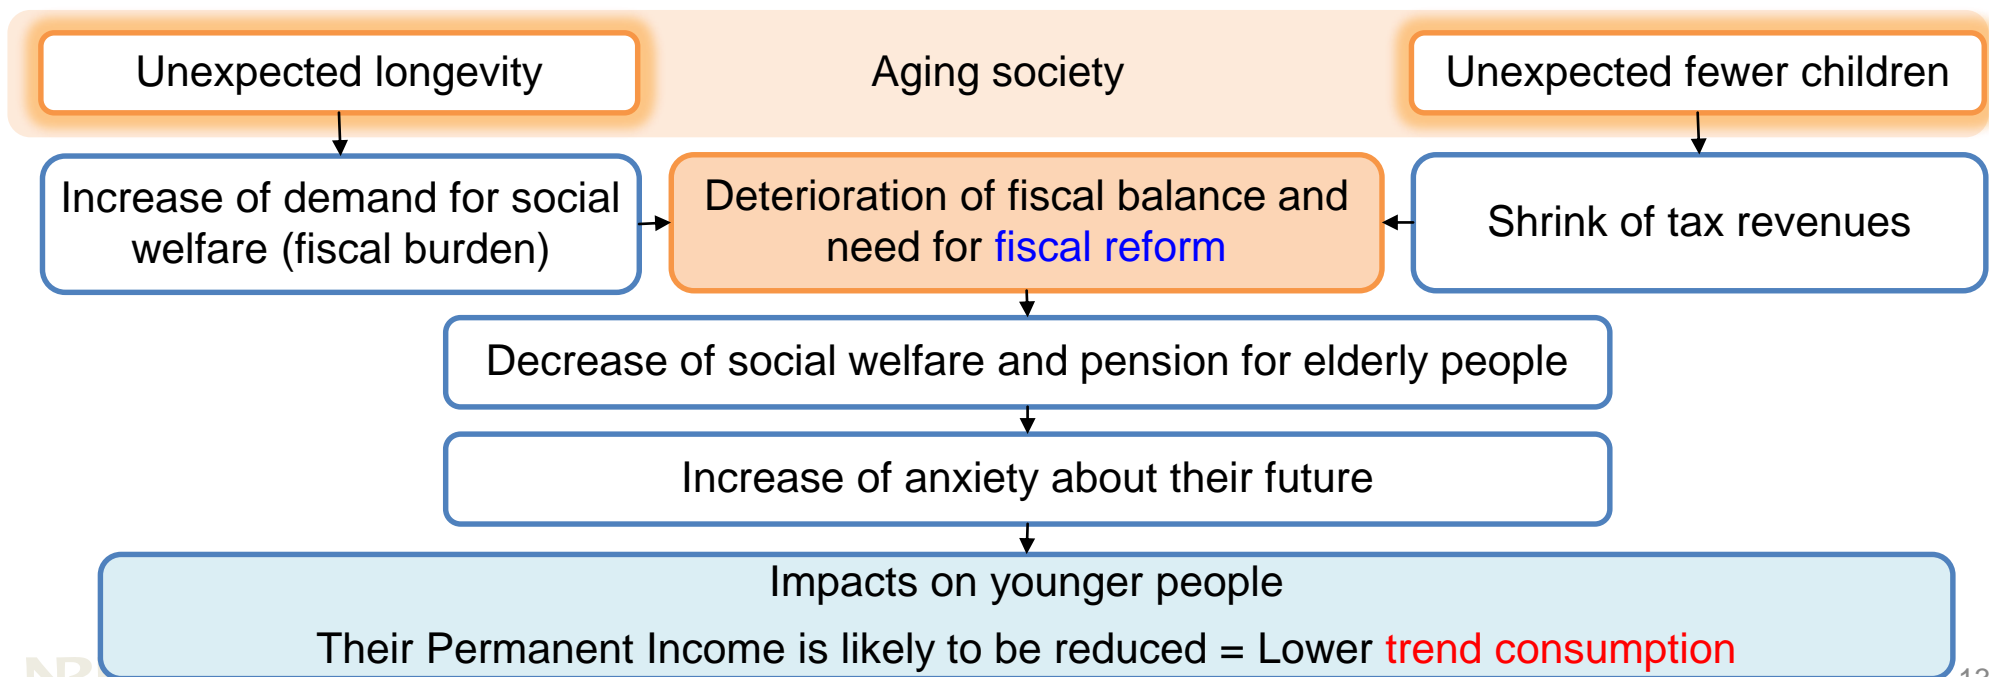 Unexpected longevity
Aging society
Unexpected fewer children
Increase of demand for social
welfare (fiscal burden)
Deterioration of fiscal balance and
need for fiscal reform
Shrink of tax revenues
Decrease of social welfare and pension for elderly people
Increase of anxiety about their future
Impacts on younger people
Their Permanent Income is likely to be reduced = Lower trend consumption